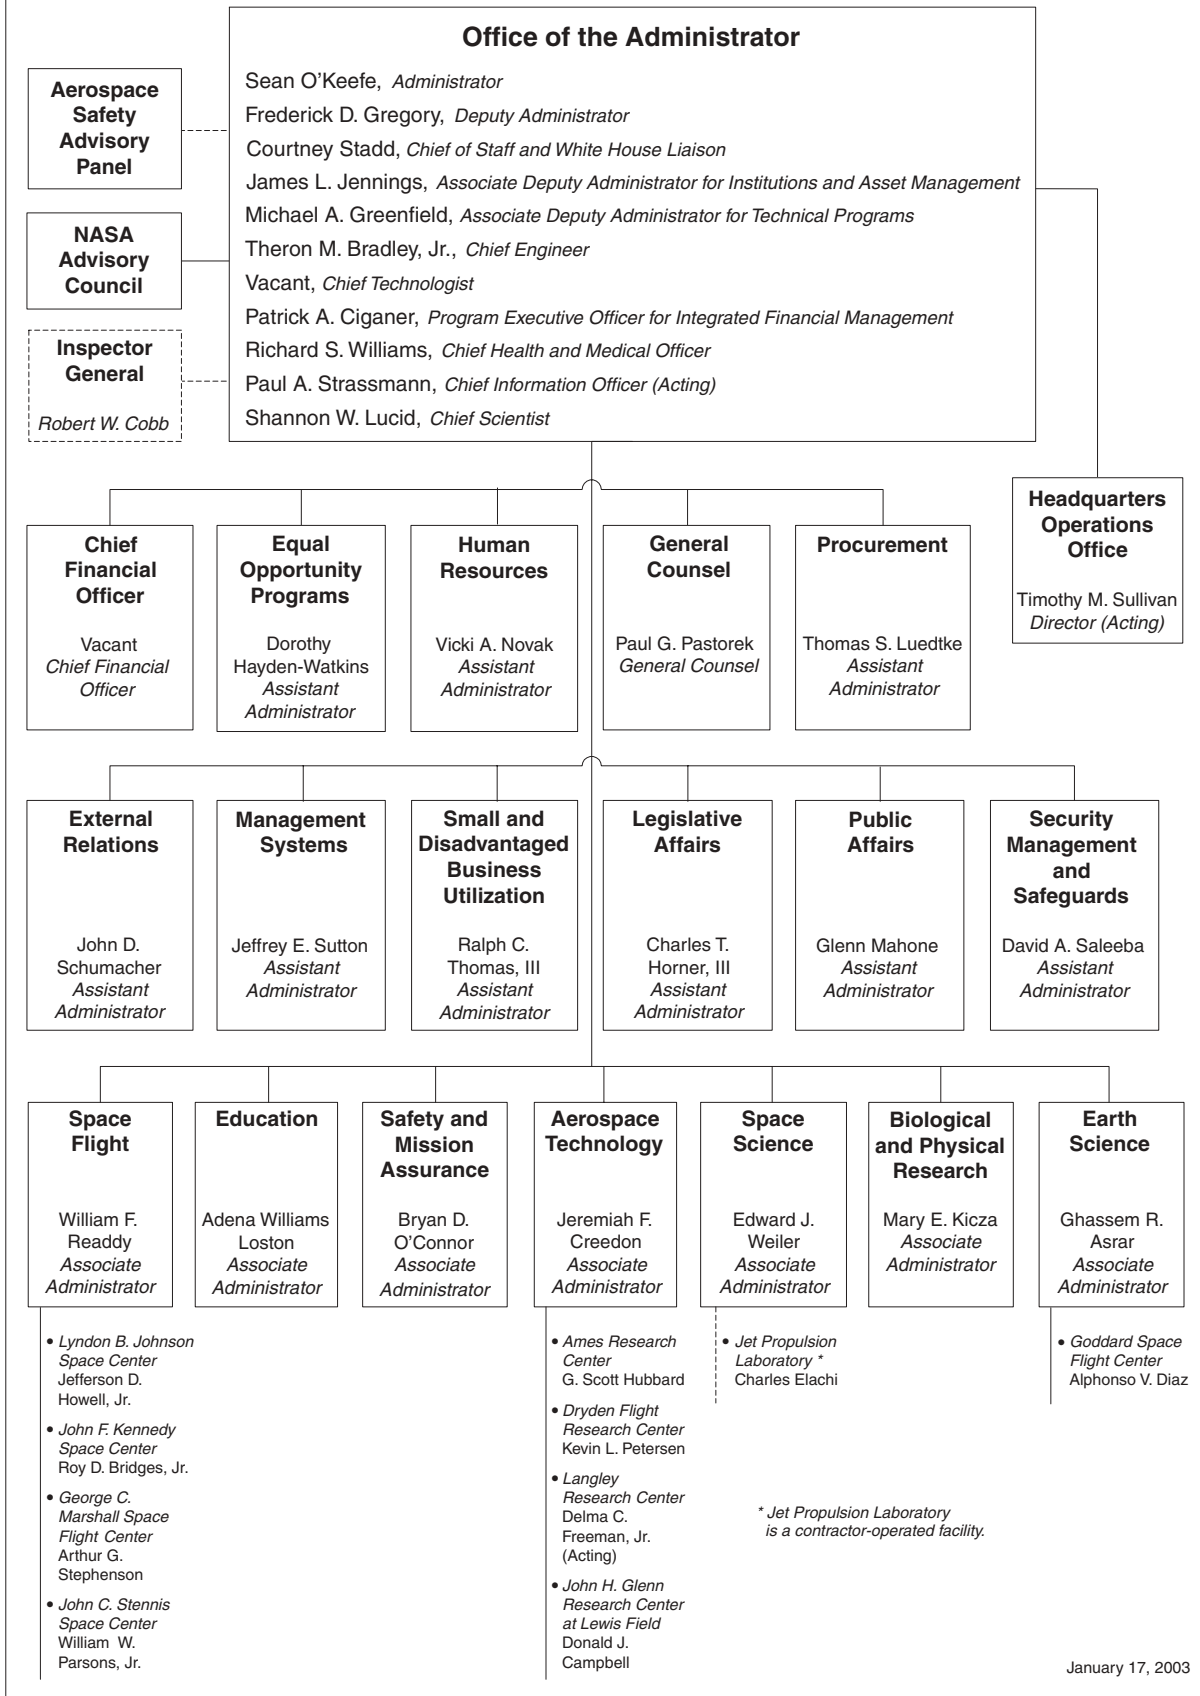 Office of the Administrator
Sean O'Keefe, Administrator
Frederick D. Gregory, Deputy Administrator
Courtney Stadd, Chief of Staff and White House Liaison
James L. Jennings, Associate Deputy Administrator for Institutions and Asset Management
Michael A. Greenfield, Associate Deputy Administrator for Technical Programs
Theron M. Bradley, Jr., Chief Engineer
Vacant, Chief Technologist
Patrick A. Ciganer, Program Executive Officer for Integrated Financial Management
Richard S. Williams, Chief Health and Medical Officer
Paul A. Strassmann, Chief Information Officer (Acting)
Shannon W. Lucid, Chief Scientist
Aerospace
Safety
Advisory
Panel
NASA
Advisory
Council
Inspector
General
Robert W. Cobb
Headquarters
Operations
Office
Timothy M. Sullivan
Director (Acting)
Chief
Financial
Officer
Vacant
Chief Financial
Officer
Equal
Opportunity
Programs
Dorothy
Hayden-Watkins
Assistant
Administrator
Human
Resources
Vicki A. Novak
Assistant
Administrator
General
Counsel
Paul G. Pastorek
General Counsel
Procurement
Thomas S. Luedtke
Assistant
Administrator
External
Relations
John D.
Schumacher
Assistant
Administrator
Management
Systems
Jeffrey E. Sutton
Assistant
Administrator
Small and
Disadvantaged
Business
Utilization
Ralph C.
Thomas, III
Assistant
Administrator
Legislative
Affairs
Charles T.
Horner, III
Assistant
Administrator
Public
Affairs
Glenn Mahone
Assistant
Administrator
Security
Management
and
Safeguards
David A. Saleeba
Assistant
Administrator
Space
Flight
William F.
Readdy
Associate
Administrator
• Lyndon B. Johnson
Space Center
Jefferson D.
Howell, Jr.
• John F. Kennedy
Space Center
Roy D. Bridges, Jr.
• George C.
Marshall Space
Flight Center
Arthur G.
Stephenson
• John C. Stennis
Space Center
William W.
Parsons, Jr.
Education
Adena Williams
Loston
Associate
Administrator
Safety and
Mission
Assurance
Bryan D.
O'Connor
Associate
Administrator
Aerospace
Technology
Jeremiah F.
Creedon
Associate
Administrator
• Ames Research
Center
G. Scott Hubbard
• Dryden Flight
Research Center
Kevin L. Petersen
• Langley
Research Center
Delma C.
Freeman, Jr.
(Acting)
• John H. Glenn
Research Center
at Lewis Field
Donald J.
Campbell
Space
Science
Edward J.
Weiler
Associate
Administrator
• Jet Propulsion
Laboratory *
Charles Elachi
Biological
and Physical
Research
Mary E. Kicza
Associate
Administrator
Earth
Science
Ghassem R.
Asrar
Associate
Administrator
• Goddard Space
Flight Center
Alphonso V. Diaz
* Jet Propulsion Laboratory
is a contractor-operated facility.
January 17, 2003